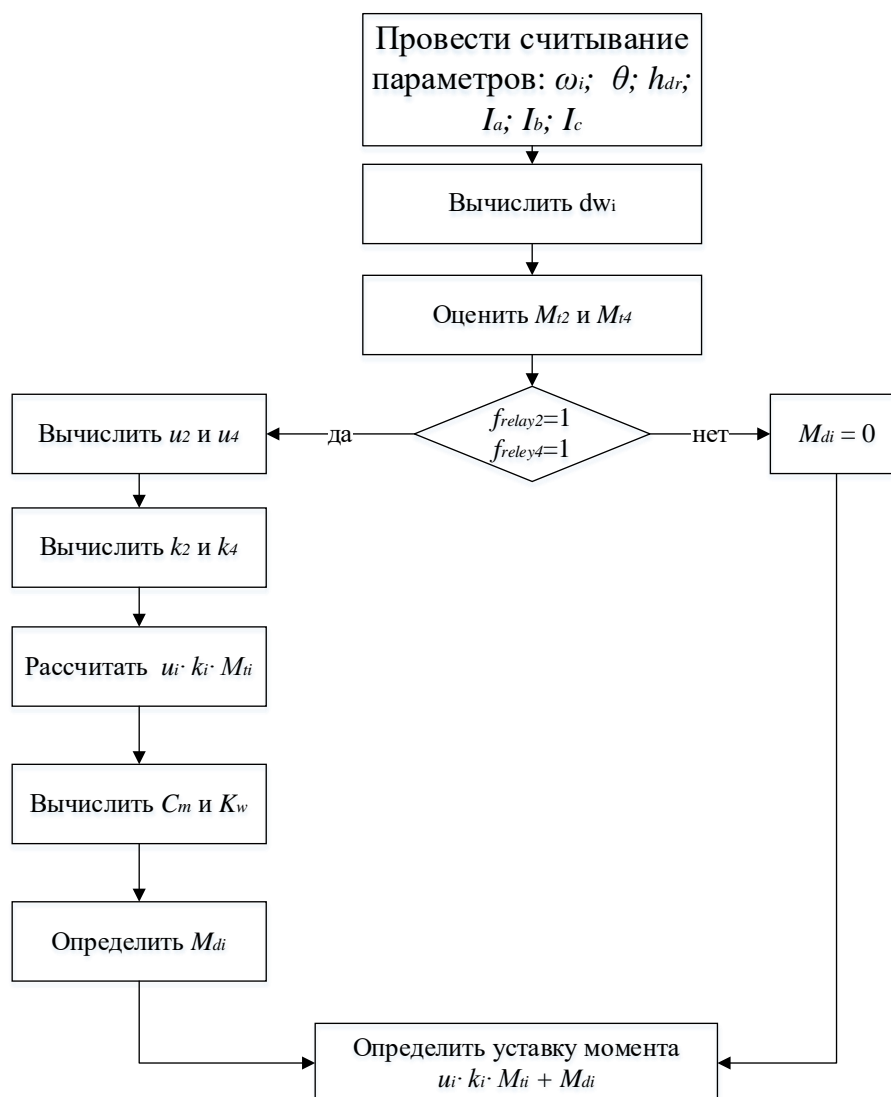 Провести считывание
параметров: ωi; θ; hdr;
Ia; Ib; Ic
Вычислить dwi
Оценить Mt2 и Mt4
frelay2=1
freley4=1
да
нет
Вычислить u2 и u4
Mdi = 0
Вычислить k2 и k4
Рассчитать ui· ki· Mti
Вычислить Cm и Kw
Определить Mdi
Определить уставку момента
ui· ki· Mti + Mdi